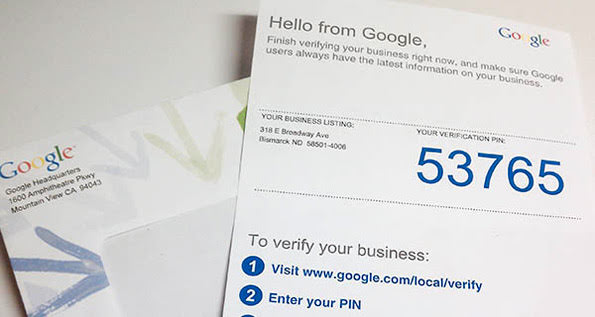 Hello from Google,
Google
Finish verifying your business right now, and make sure Google
users always have the latest information on your business.
YOUR BUSINESS LISTING:
318 E Broadway Ave
Bismarck ND 58501-4006
YOUR VERIFICATION PIN:
53765
To verify your business:
1 Visit www.google.com/local/verify
2 Enter your PIN
Google
Google Headquarters
1600 Amphitheatre Pkwy
Mountain View CA 94043